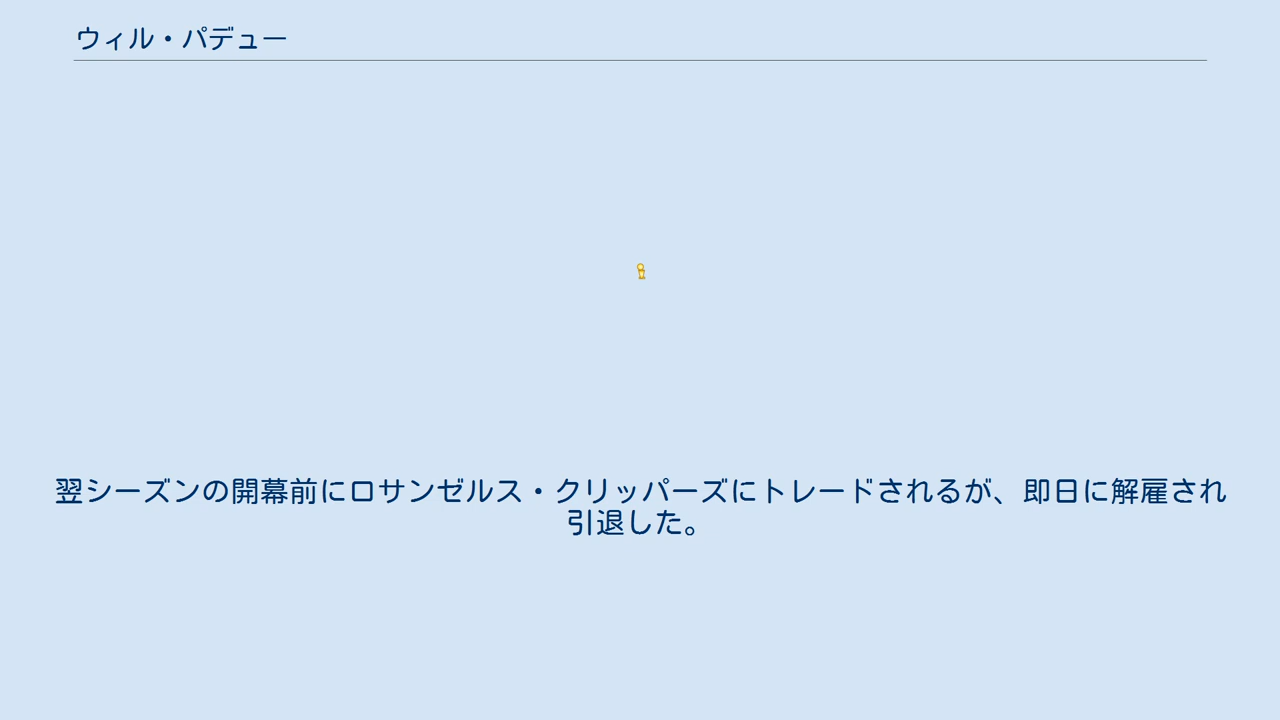 ウィル・パデュー
翌シーズンの開幕前にロサンゼルス・クリッパーズにトレードされるが、即日に解雇され
引退した。